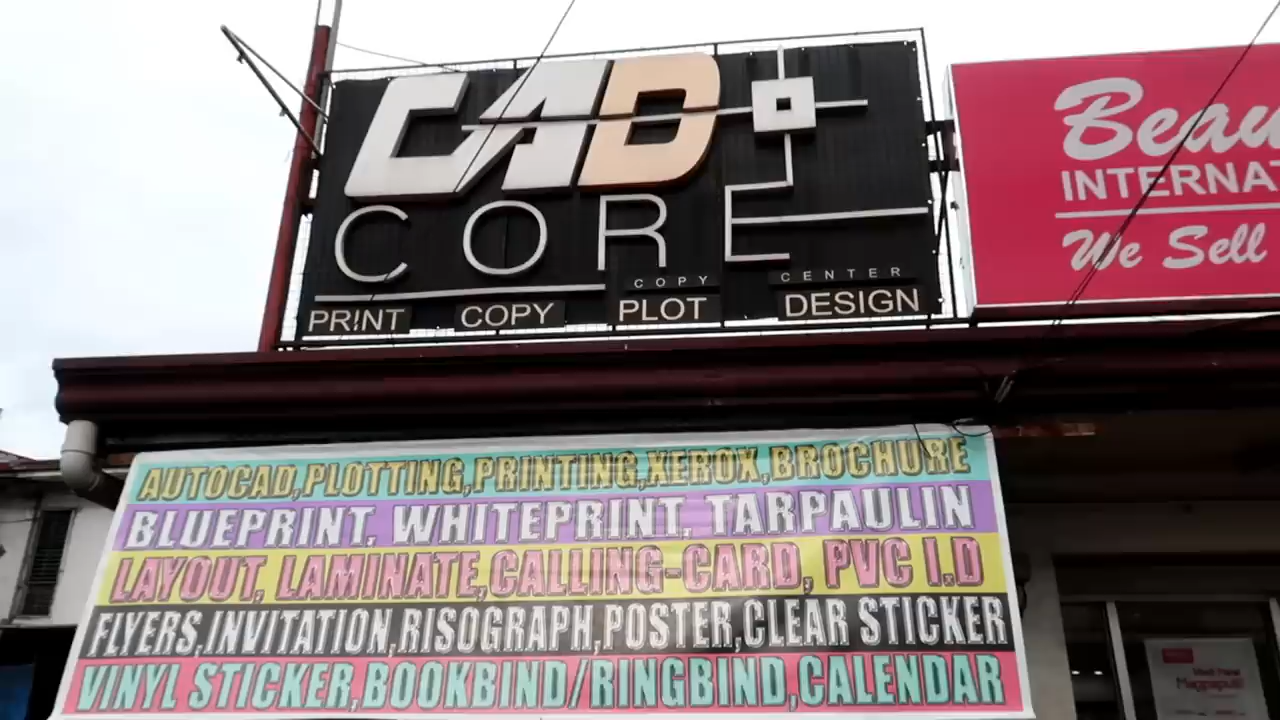 CAD
CORE
COPY CENTER
PRINT COPY PLOT DESIGN
Beau
INTERNAT
We Sell
AUTOCAD,PLOTTING,PRINTING,XEROX,BROCHURE
BLUEPRINT, WHITEPRINT, TARPAULIN
LAYOUT, LAMINATE,CALLING-CARD, PVC I.D
FLYERS,INVITATION,RISOGRAPH,POSTER,CLEAR STICKER
VINYL STICKER,BOOKBIND/RINGBIND,CALENDAR